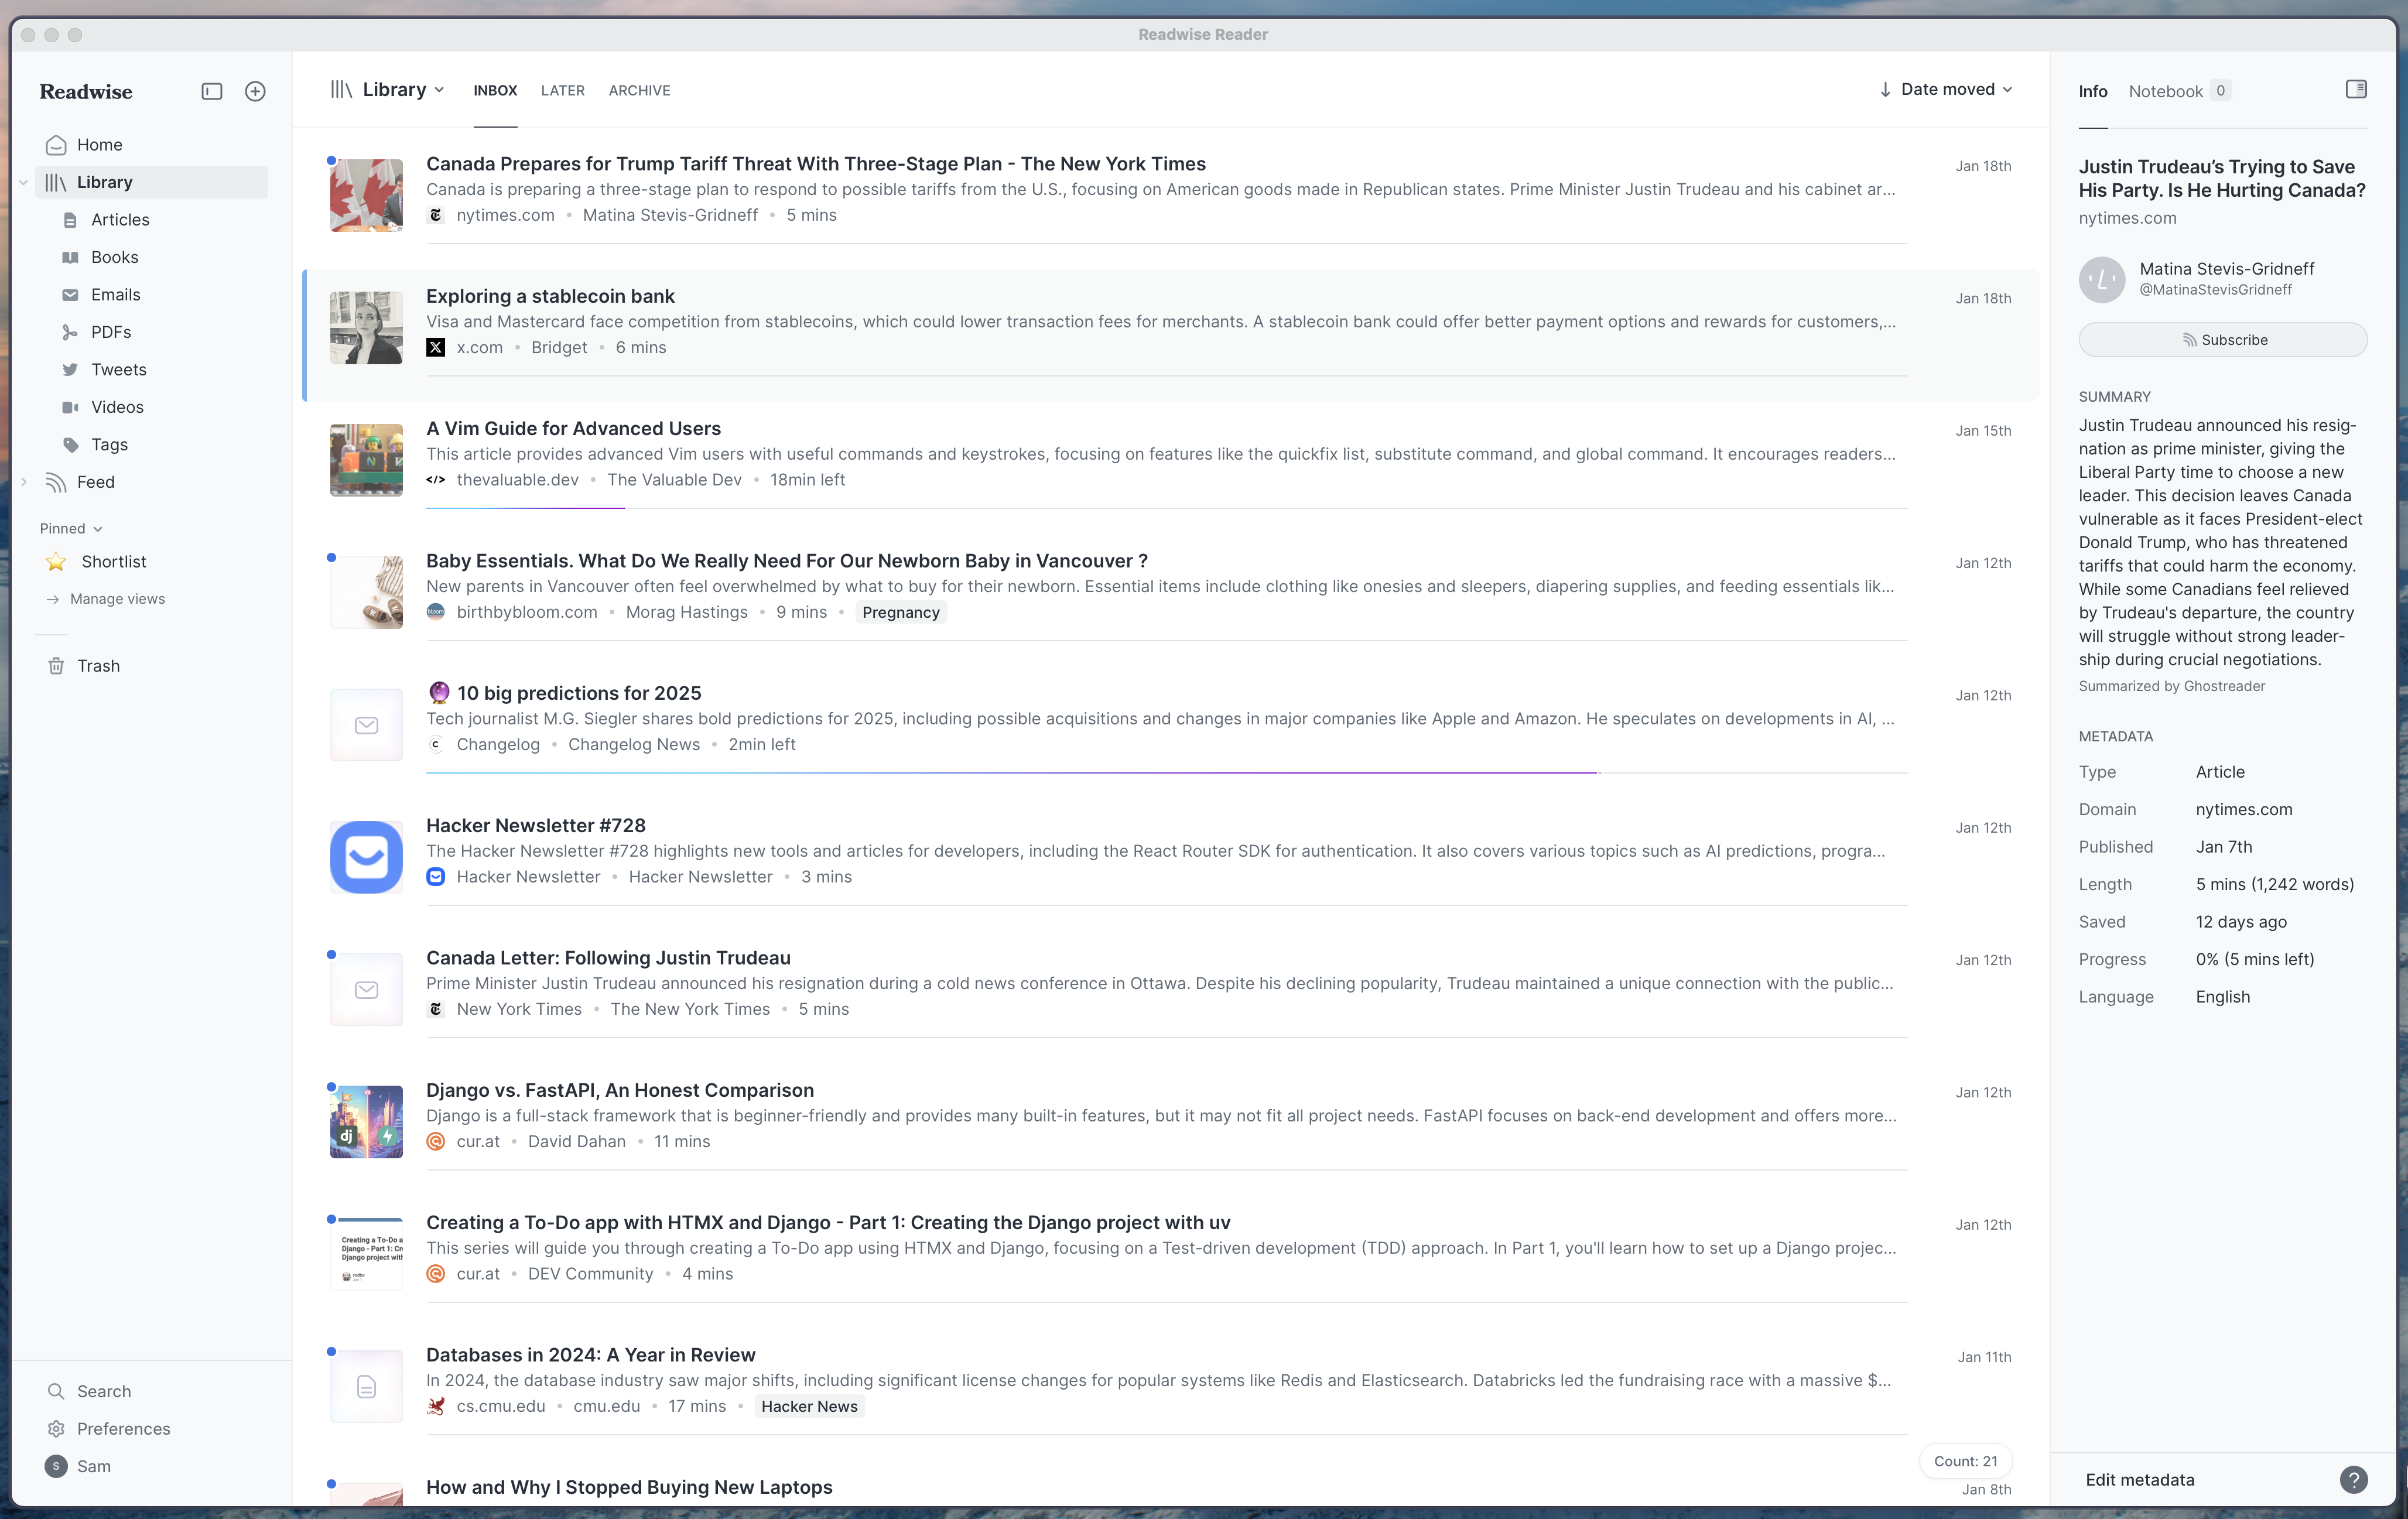 Readwise Reader
Readwise
Home
Library
Articles
Books
Emails
PDFs
Tweets
Videos
Tags
Feed
Pinned
⭐ Shortlist
→ Manage views
Trash
Search
Preferences
S Sam
Library INBOX LATER ARCHIVE
↓ Date moved
Canada Prepares for Trump Tariff Threat With Three-Stage Plan - The New York Times
Jan 18th
Canada is preparing a three-stage plan to respond to possible tariffs from the U.S., focusing on American goods made in Republican states. Prime Minister Justin Trudeau and his cabinet ar...
nytimes.com • Matina Stevis-Gridneff • 5 mins
Exploring a stablecoin bank
Jan 18th
Visa and Mastercard face competition from stablecoins, which could lower transaction fees for merchants. A stablecoin bank could offer better payment options and rewards for customers,...
x.com • Bridget • 6 mins
A Vim Guide for Advanced Users
Jan 15th
This article provides advanced Vim users with useful commands and keystrokes, focusing on features like the quickfix list, substitute command, and global command. It encourages readers...
</> thevaluable.dev • The Valuable Dev • 18min left
Baby Essentials. What Do We Really Need For Our Newborn Baby in Vancouver ?
Jan 12th
New parents in Vancouver often feel overwhelmed by what to buy for their newborn. Essential items include clothing like onesies and sleepers, diapering supplies, and feeding essentials lik...
bloom birthbybloom.com • Morag Hastings • 9 mins • Pregnancy
🔮 10 big predictions for 2025
Jan 12th
Tech journalist M.G. Siegler shares bold predictions for 2025, including possible acquisitions and changes in major companies like Apple and Amazon. He speculates on developments in AI, ...
C Changelog • Changelog News • 2min left
Hacker Newsletter #728
Jan 12th
The Hacker Newsletter #728 highlights new tools and articles for developers, including the React Router SDK for authentication. It also covers various topics such as AI predictions, progra...
Hacker Newsletter • Hacker Newsletter • 3 mins
Canada Letter: Following Justin Trudeau
Jan 12th
Prime Minister Justin Trudeau announced his resignation during a cold news conference in Ottawa. Despite his declining popularity, Trudeau maintained a unique connection with the public...
New York Times • The New York Times • 5 mins
Django vs. FastAPI, An Honest Comparison
Jan 12th
dj
Django is a full-stack framework that is beginner-friendly and provides many built-in features, but it may not fit all project needs. FastAPI focuses on back-end development and offers more...
cur.at • David Dahan • 11 mins
Creating a To-Do app with HTMX and Django - Part 1: Creating the Django project with uv
Jan 12th
Creating a To-Do a
Django - Part 1: Cr
Django project with
This series will guide you through creating a To-Do app using HTMX and Django, focusing on a Test-driven development (TDD) approach. In Part 1, you'll learn how to set up a Django projec...
cur.at • DEV Community • 4 mins
Databases in 2024: A Year in Review
Jan 11th
In 2024, the database industry saw major shifts, including significant license changes for popular systems like Redis and Elasticsearch. Databricks led the fundraising race with a massive $...
cs.cmu.edu • cmu.edu • 17 mins • Hacker News
Count: 21
How and Why I Stopped Buying New Laptops
Jan 8th
Info Notebook 0
Justin Trudeau’s Trying to Save
His Party. Is He Hurting Canada?
nytimes.com
Matina Stevis-Gridneff
@MatinaStevisGridneff
Subscribe
SUMMARY
Justin Trudeau announced his resig-
nation as prime minister, giving the
Liberal Party time to choose a new
leader. This decision leaves Canada
vulnerable as it faces President-elect
Donald Trump, who has threatened
tariffs that could harm the economy.
While some Canadians feel relieved
by Trudeau's departure, the country
will struggle without strong leader-
ship during crucial negotiations.
Summarized by Ghostreader
METADATA
Type Article
Domain nytimes.com
Published Jan 7th
Length 5 mins (1,242 words)
Saved 12 days ago
Progress 0% (5 mins left)
Language English
Edit metadata ?